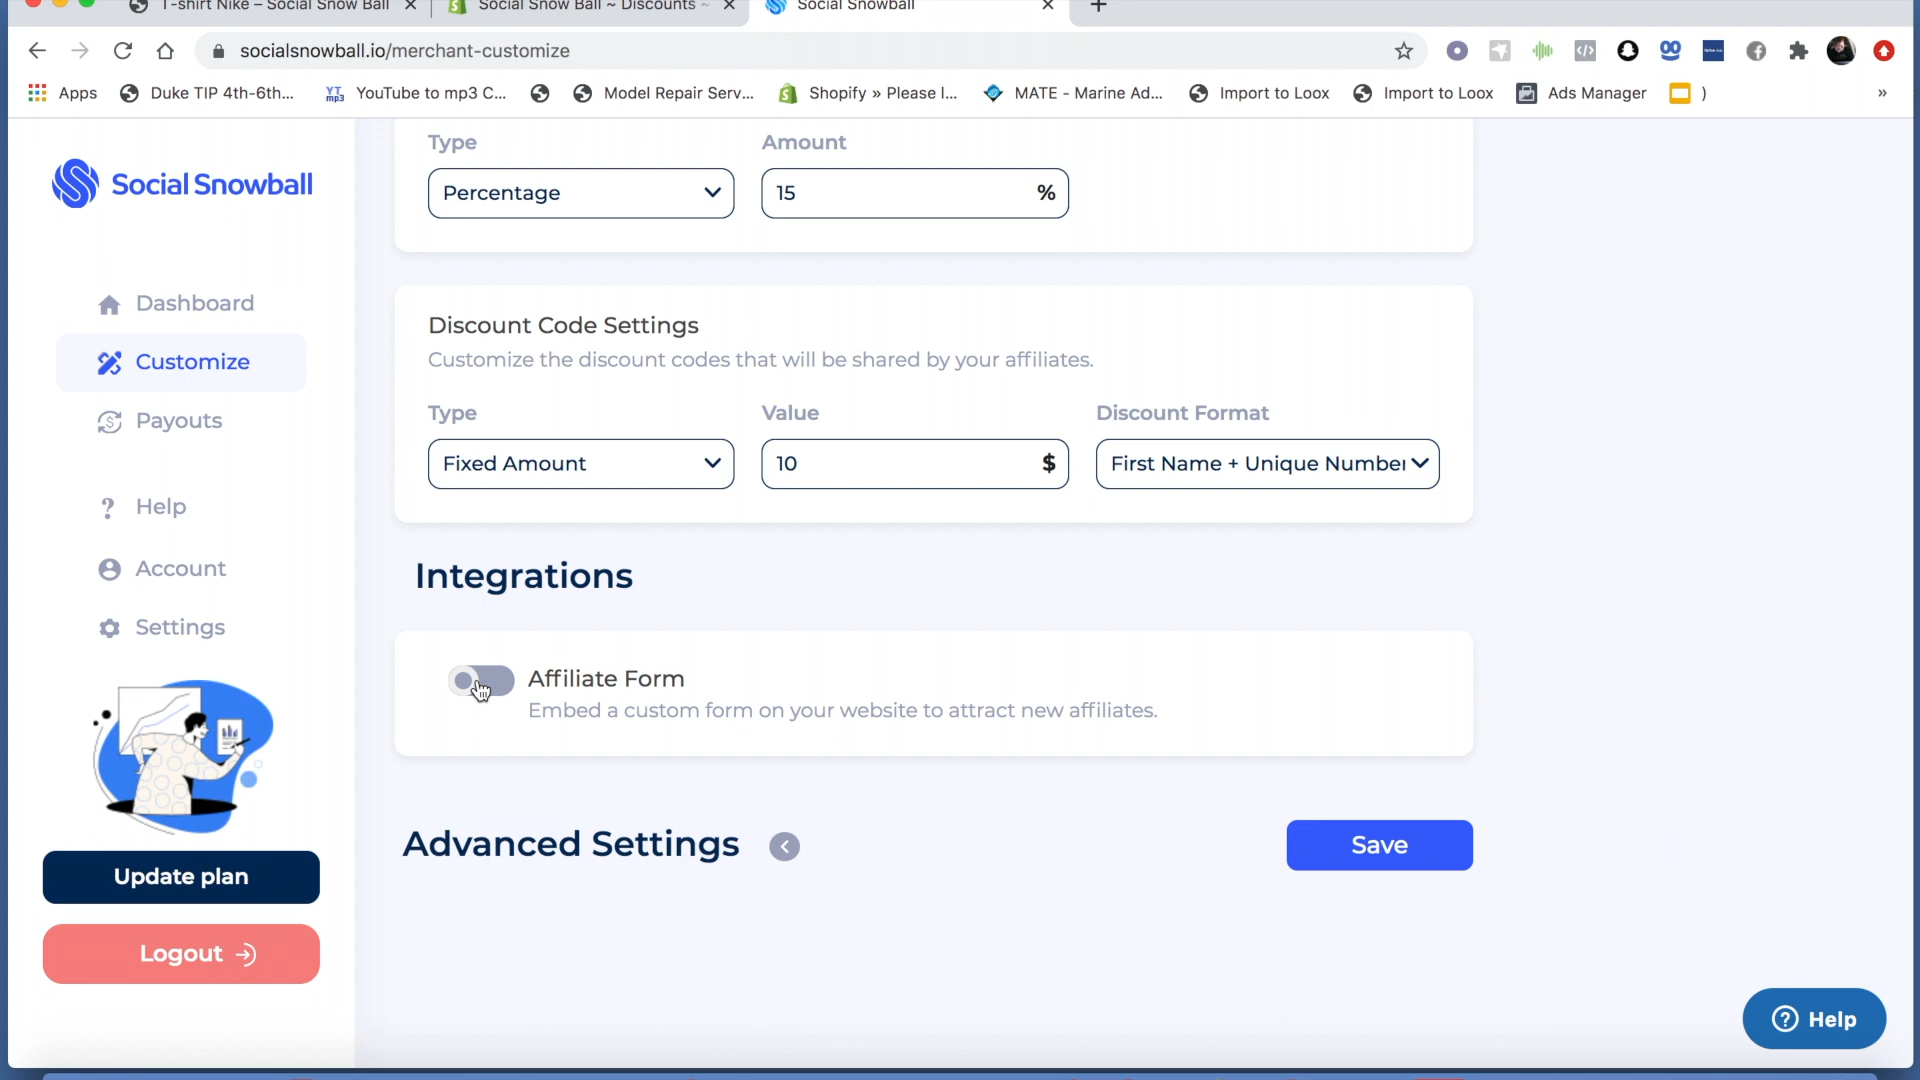 T-shirt Nike – Social Snow Ball
Social Snow Ball ~ Discounts ~
Social Snowball
socialsnowball.io/merchant-customize
Apps
Duke TIP 4th-6th...
YouTube to mp3 C...
Model Repair Serv...
Shopify » Please l...
MATE - Marine Ad...
Import to Loox
Import to Loox
Ads Manager
)
»
Social Snowball
Dashboard
Customize
Payouts
Help
Account
Settings
Update plan
Logout
Type
Amount
Percentage
15
%
Discount Code Settings
Customize the discount codes that will be shared by your affiliates.
Type
Value
Discount Format
Fixed Amount
10
$
First Name + Unique Number
Integrations
Affiliate Form
Embed a custom form on your website to attract new affiliates.
Advanced Settings
Save
Help